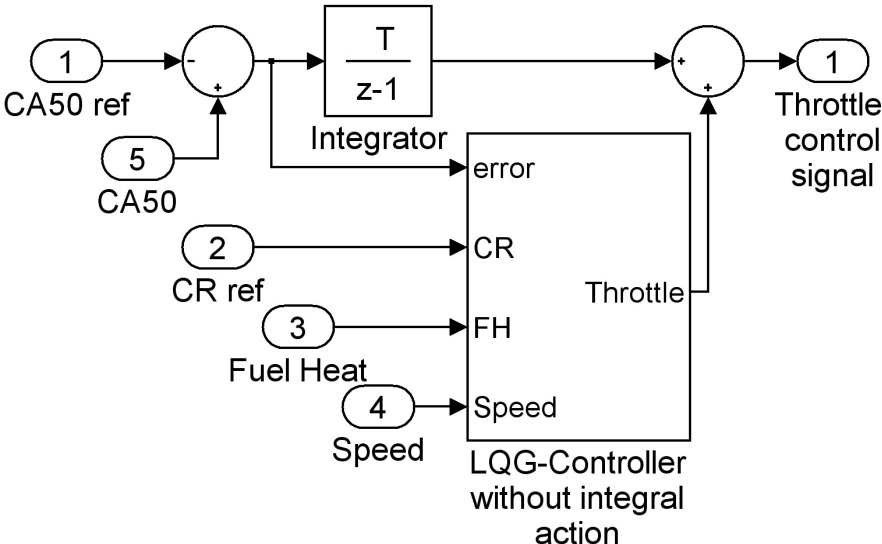 1
CA50 ref
-
+
T
z-1
Integrator
+
+
1
Throttle
control
signal
5
CA50
error
2
CR ref
CR
Throttle
3
Fuel Heat
FH
4
Speed
Speed
LQG-Controller
without integral
action